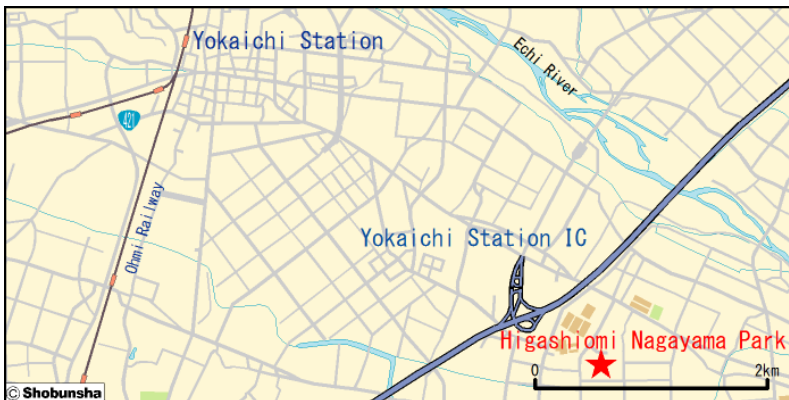 Yokaichi Station
Echi River
421
Ohmi Railway
Yokaichi Station IC
Higashiomi Nagayama Park
0 2km
© Shobunsha